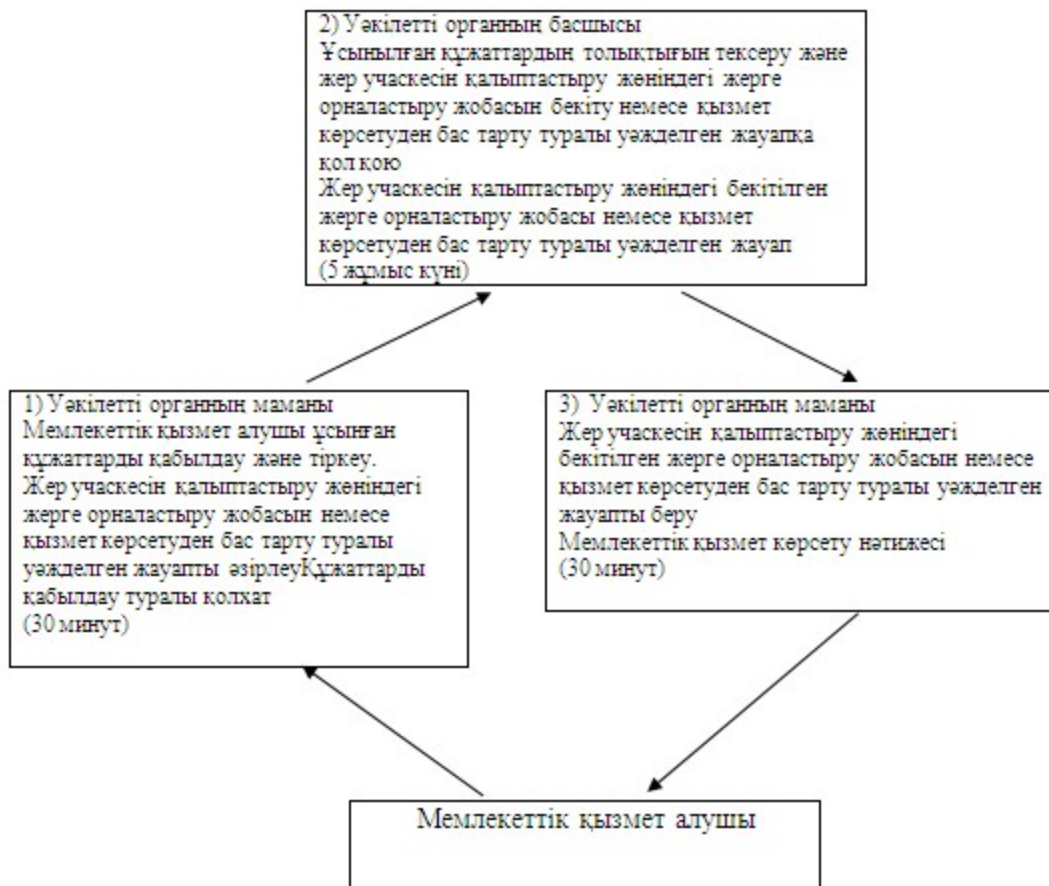 2) Уәкілетті органның басшысы
Ұсынылған құжаттардың толықтығын тексеру және
жер учаскесін қалыптастыру жөніндегі жерге
орналастыру жобасын бекіту немесе қызмет
көрсетуден бас тарту туралы уәжделген жауапқа
қол қою
Жер учаскесін қалыптастыру жөніндегі бекітілген
жерге орналастыру жобасы немесе қызмет
көрсетуден бас тарту туралы уәжделген жауап
(5 жұмыс күні)
1) Уәкілетті органның маманы
Мемлекеттік қызмет алушы ұсынған
құжаттарды қабылдау және тіркеу.
Жер учаскесін қалыптастыру жөніндегі
жерге орналастыру жобасын немесе
қызмет көрсетуден бас тарту туралы
уәжделген жауапты әзірлеуҚұжаттарды
қабылдау туралы қолхат
(30 минут)
3) Уәкілетті органның маманы
Жер учаскесін қалыптастыру жөніндегі
бекітілген жерге орналастыру жобасын немесе
қызмет көрсетуден бас тарту туралы уәжделген
жауапты беру
Мемлекеттік қызмет көрсету нәтижесі
(30 минут)
Мемлекеттік қызмет алушы